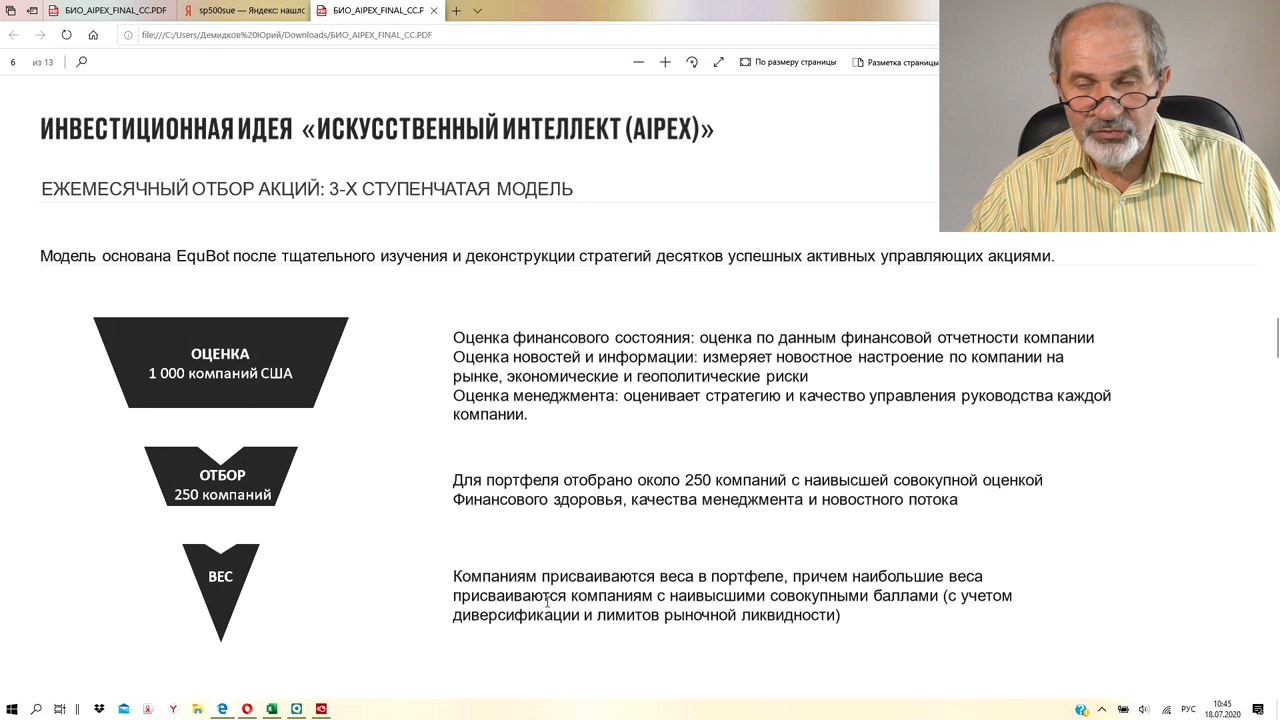 БИО_AIPEX_FINAL_CC.PDF
sp500sue — Яндекс: нашлс
БИО_AIPEX_FINAL_CC.P
file:///C:/Users/Демидков%20Юрий/Downloads/БИО_AIPEX_FINAL_CC.PDF
6 из 13
По размеру страницы
Разметка страницы
ИНВЕСТИЦИОННАЯ ИДЕЯ «ИСКУССТВЕННЫЙ ИНТЕЛЛЕКТ (AIPEX)»
ЕЖЕМЕСЯЧНЫЙ ОТБОР АКЦИЙ: 3-Х СТУПЕНЧАТАЯ МОДЕЛЬ
Модель основана EquBot после тщательного изучения и деконструкции стратегий десятков успешных активных управляющих акциями.
ОЦЕНКА
1 000 компаний США
Оценка финансового состояния: оценка по данным финансовой отчетности компании
Оценка новостей и информации: измеряет новостное настроение по компании на
рынке, экономические и геополитические риски
Оценка менеджмента: оценивает стратегию и качество управления руководства каждой
компании.
ОТБОР
250 компаний
Для портфеля отобрано около 250 компаний с наивысшей совокупной оценкой
Финансового здоровья, качества менеджмента и новостного потока
ВЕС
Компаниям присваиваются веса в портфеле, причем наибольшие веса
присваиваются компаниям с наивысшими совокупными баллами (с учетом
диверсификации и лимитов рыночной ликвидности)
РУС
10:45
18.07.2020